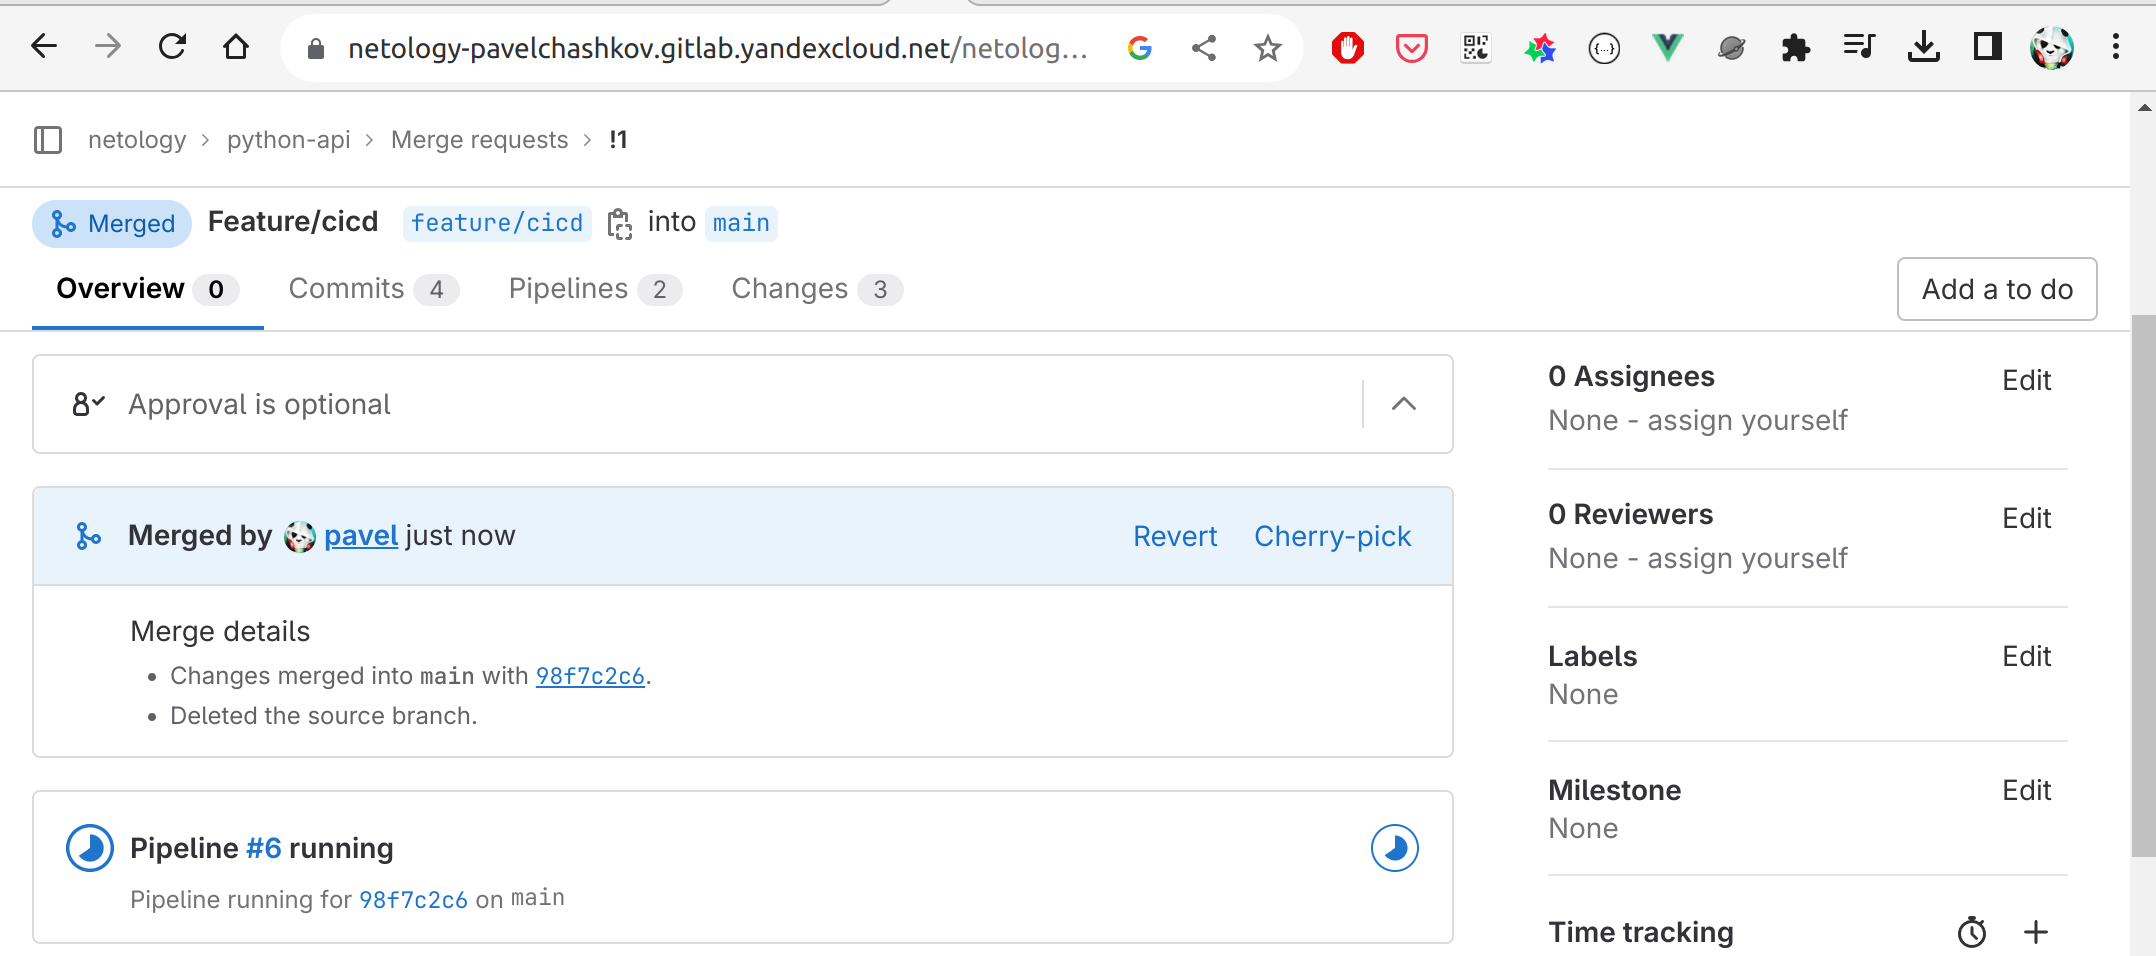 netology-pavelchashkov.gitlab.yandexcloud.net/netolog...
netology > python-api > Merge requests > !1
Merged Feature/cicd feature/cicd into main
Overview 0 Commits 4 Pipelines 2 Changes 3
Add a to do
Approval is optional
Merged by pavel just now
Revert Cherry-pick
Merge details
• Changes merged into main with 98f7c2c6.
• Deleted the source branch.
Pipeline #6 running
Pipeline running for 98f7c2c6 on main
0 Assignees Edit
None - assign yourself
0 Reviewers Edit
None - assign yourself
Labels Edit
None
Milestone Edit
None
Time tracking